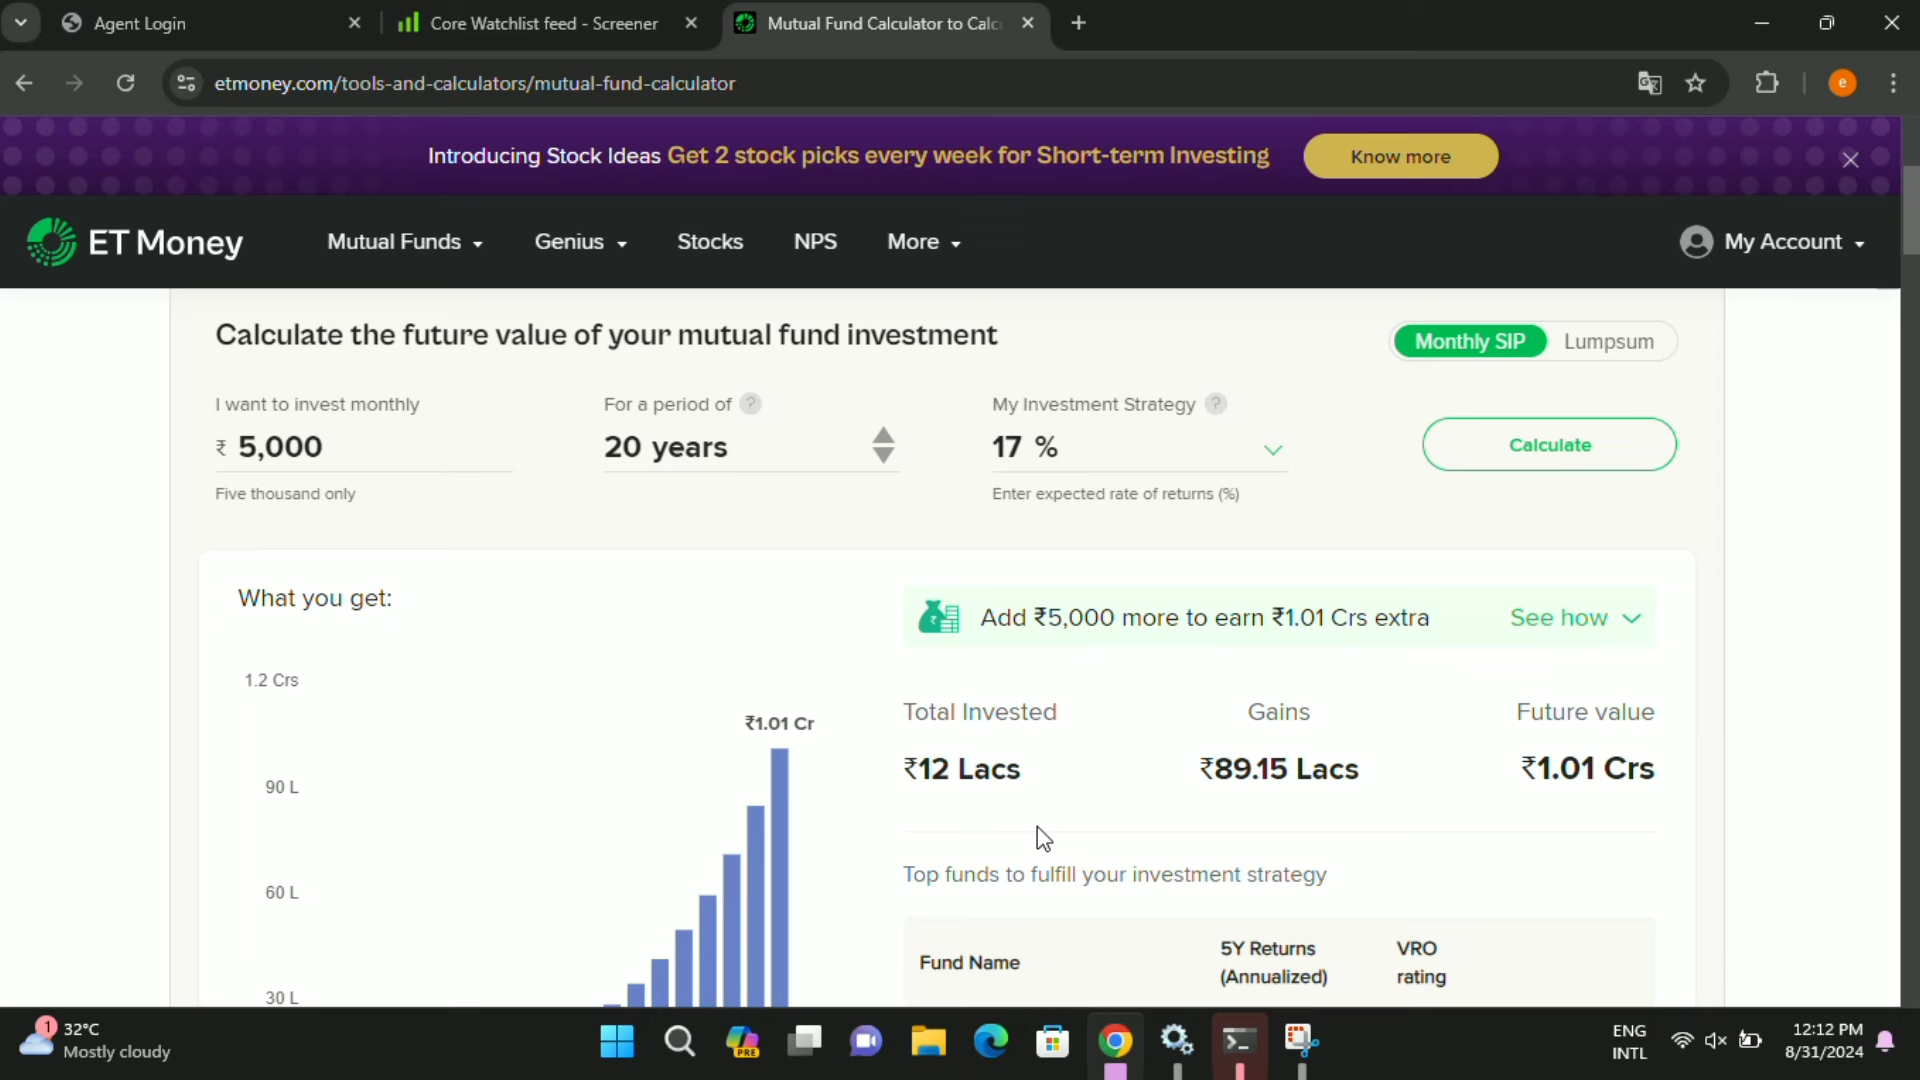 Agent Login
Core Watchlist feed - Screener
Mutual Fund Calculator to Calc
etmoney.com/tools-and-calculators/mutual-fund-calculator
e
Introducing Stock Ideas Get 2 stock picks every week for Short-term Investing
Know more
ET Money
Mutual Funds
Genius
Stocks
NPS
More
My Account
Calculate the future value of your mutual fund investment
Monthly SIP
Lumpsum
I want to invest monthly
For a period of ?
My Investment Strategy ?
₹ 5,000
20 years
17 %
Calculate
Five thousand only
Enter expected rate of returns (%)
What you get:
Add ₹5,000 more to earn ₹1.01 Crs extra
See how
1.2 Crs
₹1.01 Cr
90 L
60 L
30 L
Total Invested
Gains
Future value
₹12 Lacs
₹89.15 Lacs
₹1.01 Crs
Top funds to fulfill your investment strategy
Fund Name
5Y Returns
(Annualized)
VRO
rating
1
32°C
Mostly cloudy
PRE
ENG
INTL
12:12 PM
8/31/2024